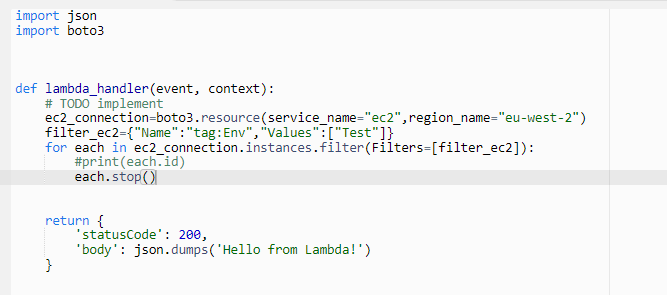 import json
import boto3
def lambda_handler(event, context):
    # TODO implement
    ec2_connection=boto3.resource(service_name="ec2",region_name="eu-west-2")
    filter_ec2={"Name":"tag:Env","Values":["Test"]}
    for each in ec2_connection.instances.filter(Filters=[filter_ec2]):
        #print(each.id)
        each.stop()
    return {
        'statusCode': 200,
        'body': json.dumps('Hello from Lambda!')
    }